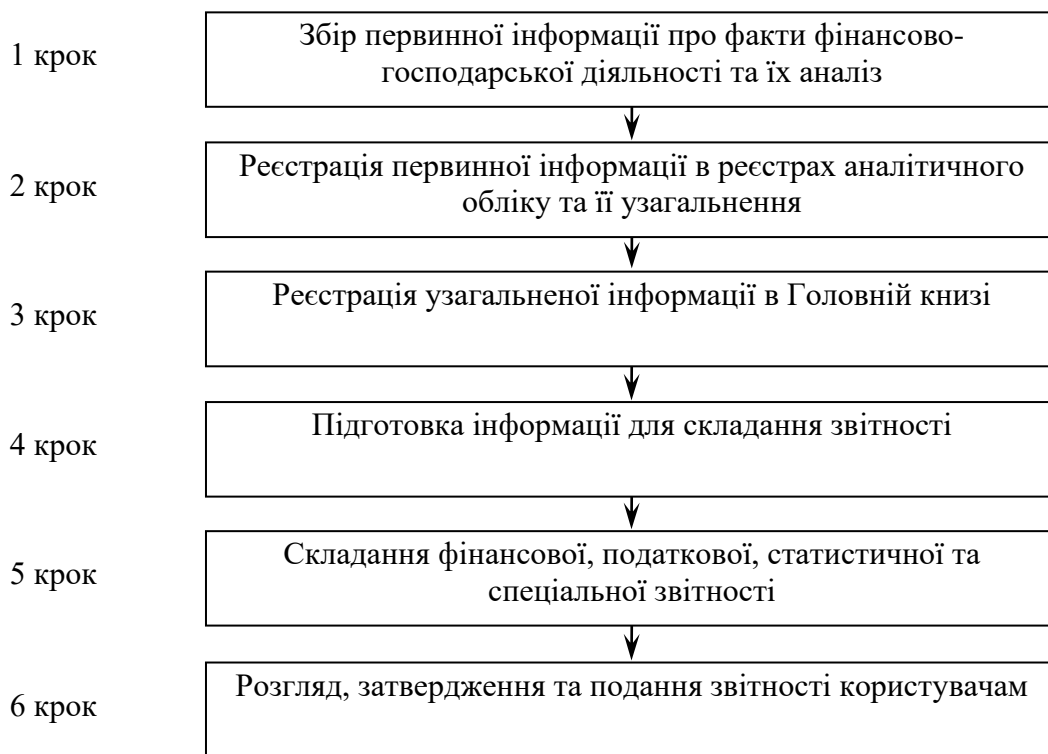 1 крок
Збір первинної інформації про факти фінансово-
господарської діяльності та їх аналіз
2 крок
Реєстрація первинної інформації в реєстрах аналітичного
обліку та її узагальнення
3 крок
Реєстрація узагальненої інформації в Головній книзі
4 крок
Підготовка інформації для складання звітності
5 крок
Складання фінансової, податкової, статистичної та
спеціальної звітності
6 крок
Розгляд, затвердження та подання звітності користувачам